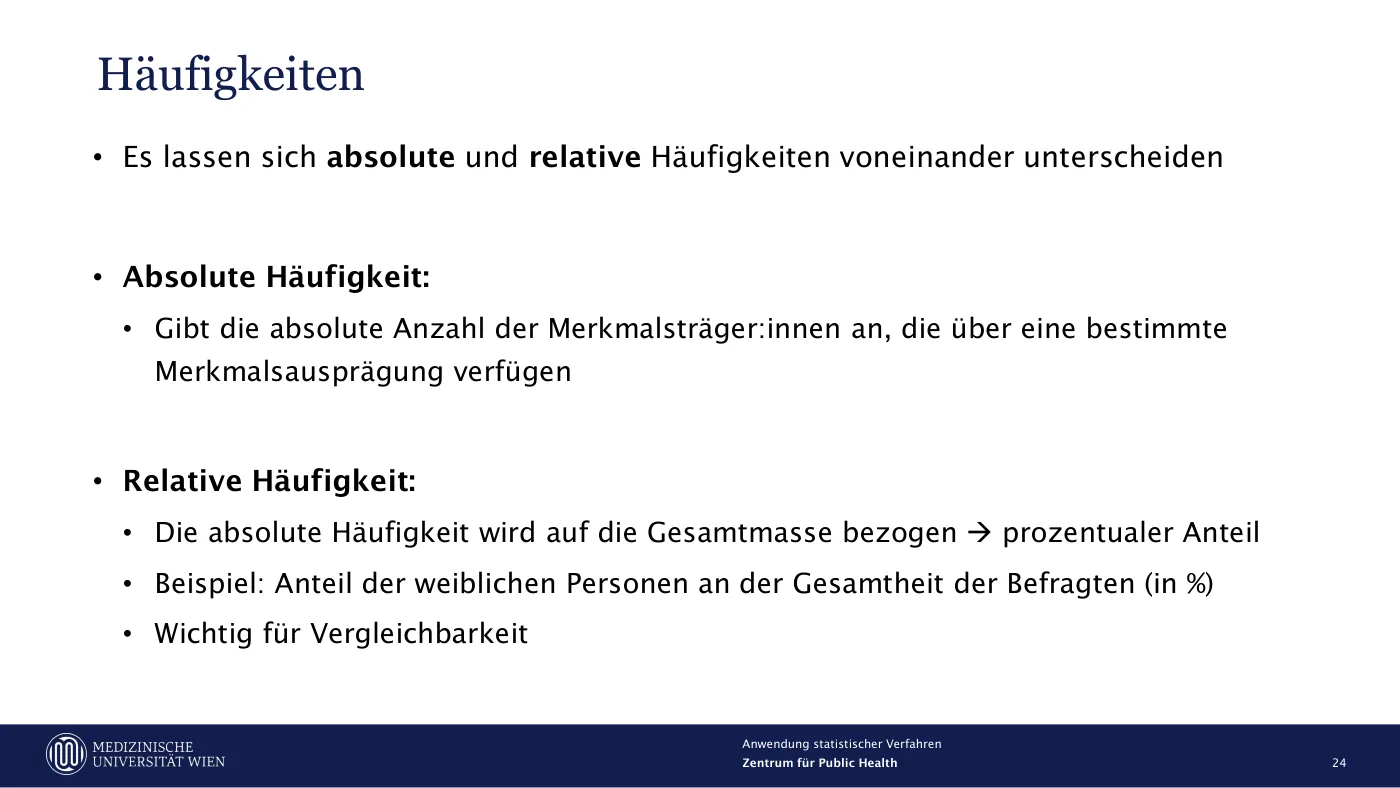 Häufigkeiten
• Es lassen sich absolute und relative Häufigkeiten voneinander unterscheiden
• Absolute Häufigkeit:
• Gibt die absolute Anzahl der Merkmalsträger:innen an, die über eine bestimmte
Merkmalsausprägung verfügen
• Relative Häufigkeit:
• Die absolute Häufigkeit wird auf die Gesamtmasse bezogen → prozentualer Anteil
• Beispiel: Anteil der weiblichen Personen an der Gesamtheit der Befragten (in %)
• Wichtig für Vergleichbarkeit
MEDIZINISCHE
UNIVERSITÄT WIEN
Anwendung statistischer Verfahren
Zentrum für Public Health
24